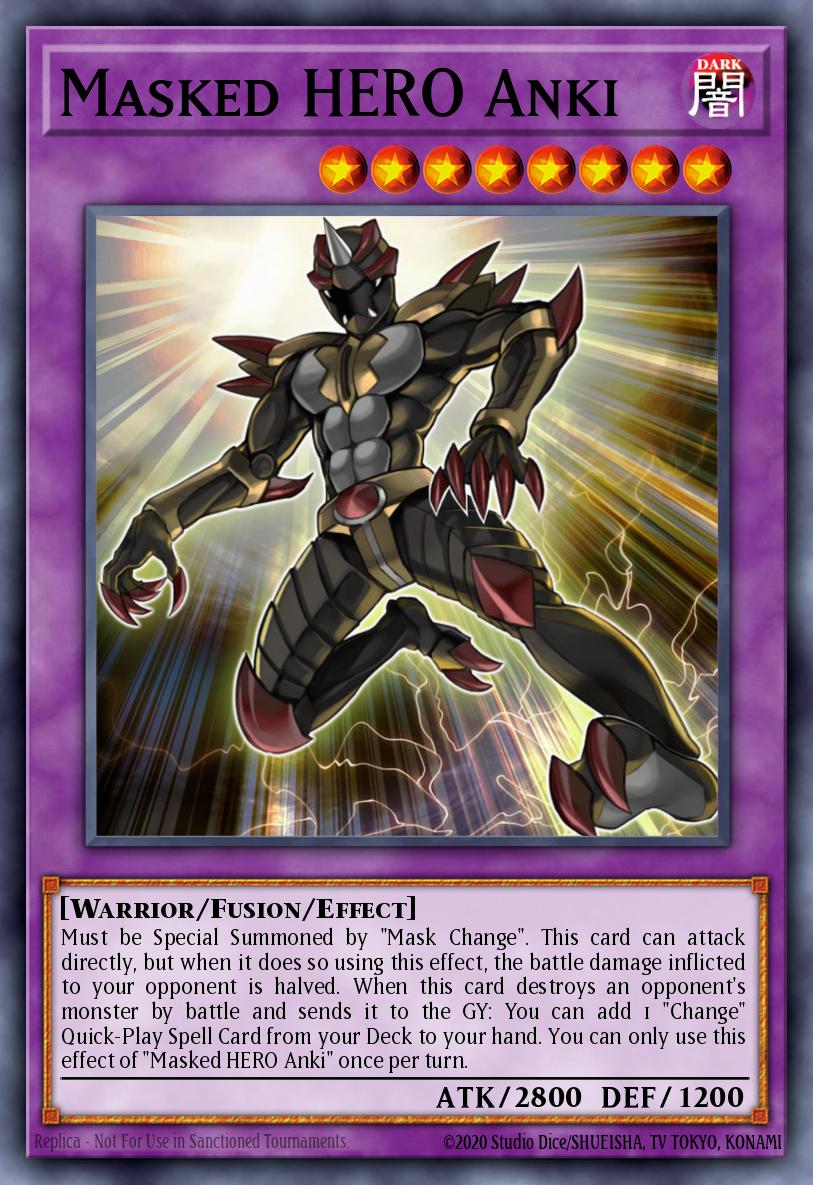 Masked HERO Anki
DARK
闇
[Warrior/Fusion/Effect]
Must be Special Summoned by "Mask Change". This card can attack
directly, but when it does so using this effect, the battle damage inflicted
to your opponent is halved. When this card destroys an opponent's
monster by battle and sends it to the GY: You can add 1 "Change"
Quick-Play Spell Card from your Deck to your hand. You can only use this
effect of "Masked HERO Anki" once per turn.
ATK/2800 DEF/1200
Replica - Not For Use in Sanctioned Tournaments.
©2020 Studio Dice/SHUEISHA, TV TOKYO, KONAMI